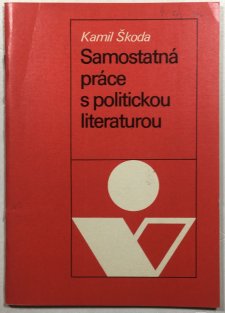 Kamil Škoda
Samostatná
práce
s politickou
literaturou